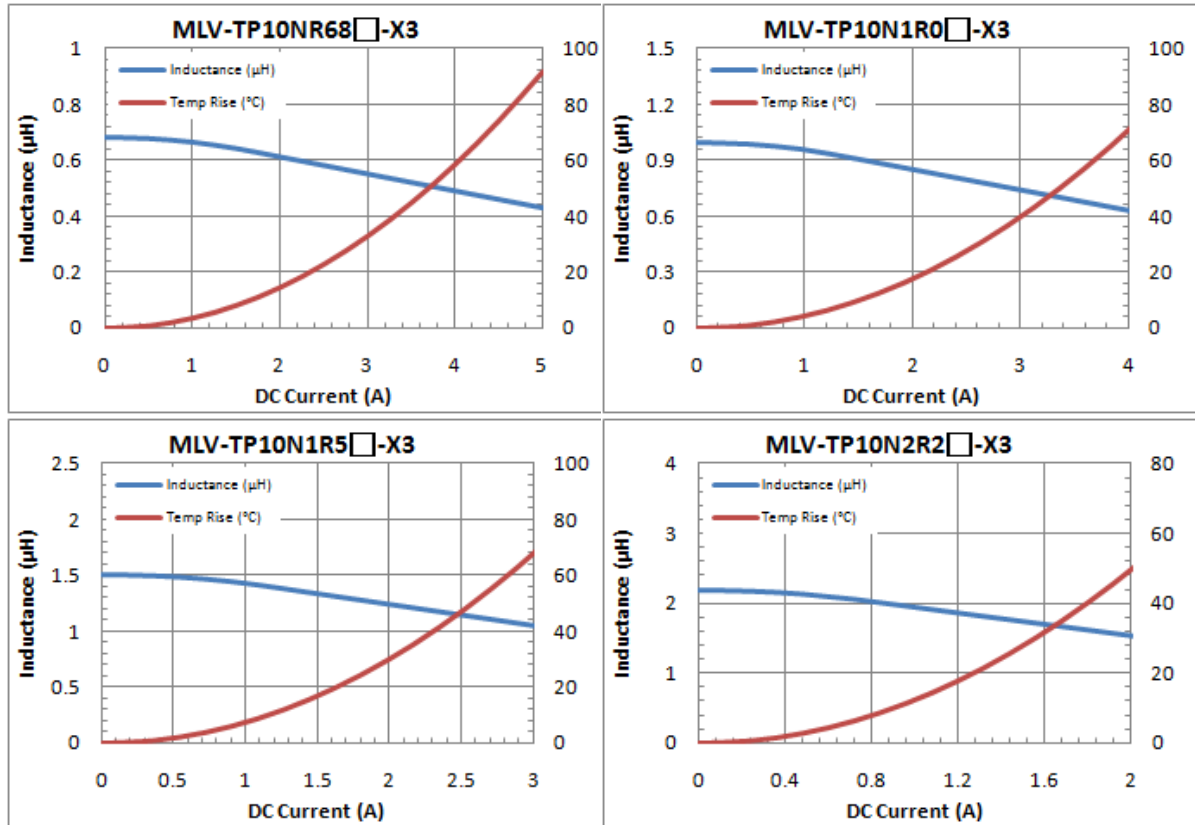 MLV-TP10NR68□-X3
Inductance (µH)
Temp Rise (°C)
1
0.8
0.6
0.4
0.2
0
100
80
60
40
20
0
Inductance (µH)
0 1 2 3 4 5
DC Current (A)
MLV-TP10N1R0□-X3
Inductance (µH)
Temp Rise (°C)
1.5
1.2
0.9
0.6
0.3
0
100
80
60
40
20
0
Inductance (µH)
0 1 2 3 4
DC Current (A)
MLV-TP10N1R5□-X3
Inductance (µH)
Temp Rise (°C)
2.5
2
1.5
1
0.5
0
100
80
60
40
20
0
Inductance (µH)
0 0.5 1 1.5 2 2.5 3
DC Current (A)
MLV-TP10N2R2□-X3
Inductance (µH)
Temp Rise (°C)
4
3
2
1
0
80
60
40
20
0
Inductance (µH)
0 0.4 0.8 1.2 1.6 2
DC Current (A)